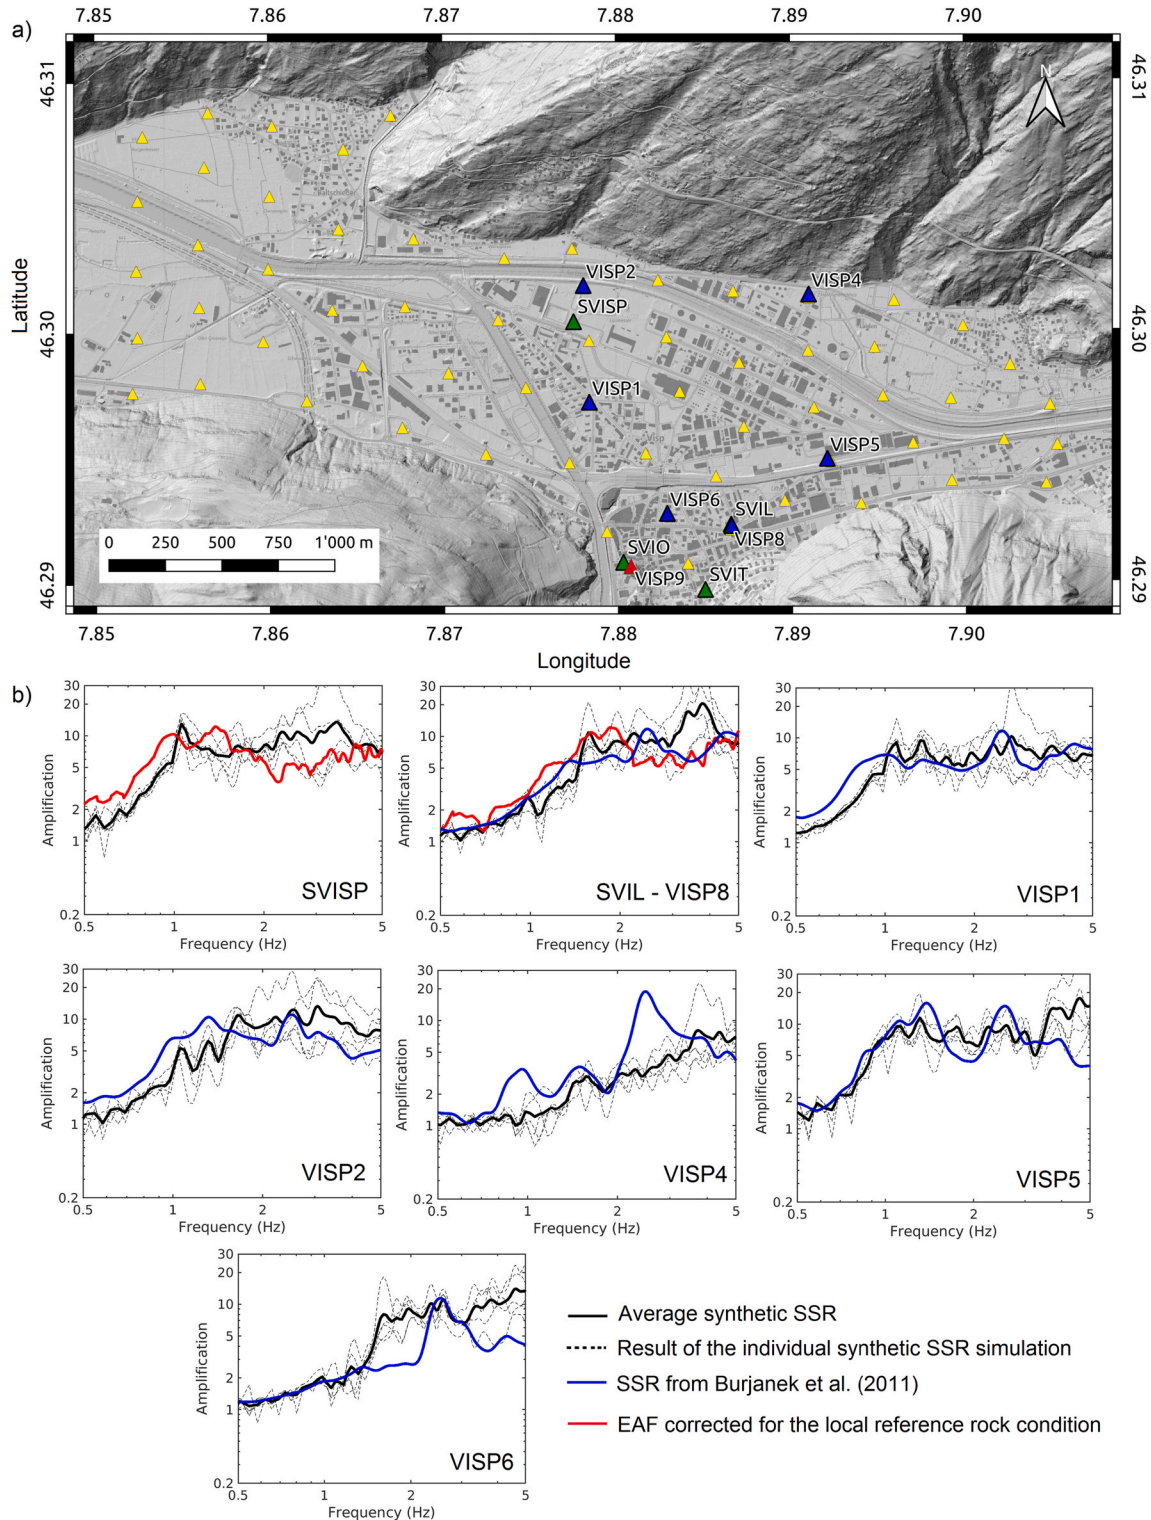 a)
7.85 7.86 7.87 7.88 7.89 7.90
46.31 46.31
N
Baltschieder
VISP2
VISP4
SVISP
Latitude
46.30 46.30
VISP1
Visp
VISP5
VISP6
SVIL
VISP8
0 250 500 750 1'000 m
SVIO
VISP9
SVIT
46.29 46.29
7.85 7.86 7.87 7.88 7.89 7.90
Longitude
b)
30
20
10
5
2
1
0.2
Amplification
SVISP
0.5 1 2 5
Frequency (Hz)
30
20
10
5
2
1
0.2
Amplification
SVIL - VISP8
0.5 1 2 5
Frequency (Hz)
30
20
10
5
2
1
0.2
Amplification
VISP1
0.5 1 2 5
Frequency (Hz)
30
20
10
5
2
1
0.2
Amplification
VISP2
0.5 1 2 5
Frequency (Hz)
30
20
10
5
2
1
0.2
Amplification
VISP4
0.5 1 2 5
Frequency (Hz)
30
20
10
5
2
1
0.2
Amplification
VISP5
0.5 1 2 5
Frequency (Hz)
30
20
10
5
2
1
0.2
Amplification
VISP6
0.5 1 2 5
Frequency (Hz)
Average synthetic SSR
Result of the individual synthetic SSR simulation
SSR from Burjanek et al. (2011)
EAF corrected for the local reference rock condition